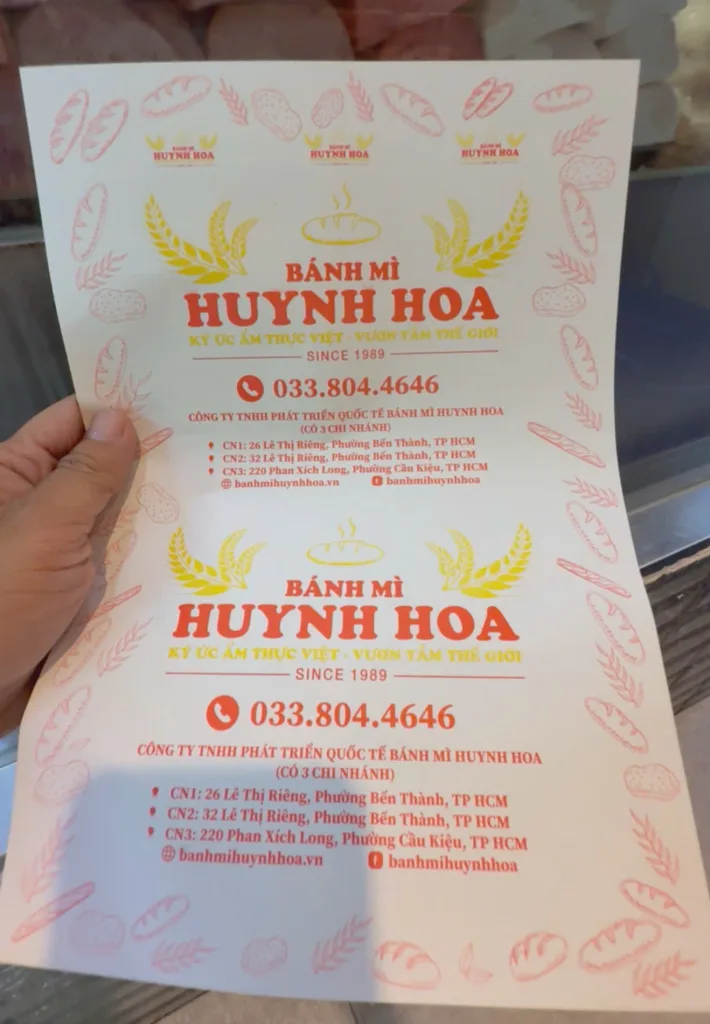 BÁNH MÌ
HUYNH HOA
BÁNH MÌ
HUYNH HOA
BÁNH MÌ
HUYNH HOA
BÁNH MÌ
HUYNH HOA
KÝ ỨC ẨM THỰC VIỆT - VƯƠN TẦM THẾ GIỚI
SINCE 1989
033.804.4646
CÔNG TY TNHH PHÁT TRIỂN QUỐC TẾ BÁNH MÌ HUYNH HOA
(CÓ 3 CHI NHÁNH)
CN1: 26 Lê Thị Riêng, Phường Bến Thành, TP HCM
CN2: 32 Lê Thị Riêng, Phường Bến Thành, TP HCM
CN3: 220 Phan Xích Long, Phường Cầu Kiệu, TP HCM
banhmihuynhhoa.vn banhmihuynhhoa
BÁNH MÌ
HUYNH HOA
KÝ ỨC ẨM THỰC VIỆT - VƯƠN TẦM THẾ GIỚI
SINCE 1989
033.804.4646
CÔNG TY TNHH PHÁT TRIỂN QUỐC TẾ BÁNH MÌ HUYNH HOA
(CÓ 3 CHI NHÁNH)
CN1: 26 Lê Thị Riêng, Phường Bến Thành, TP HCM
CN2: 32 Lê Thị Riêng, Phường Bến Thành, TP HCM
CN3: 220 Phan Xích Long, Phường Cầu Kiệu, TP HCM
banhmihuynhhoa.vn banhmihuynhhoa